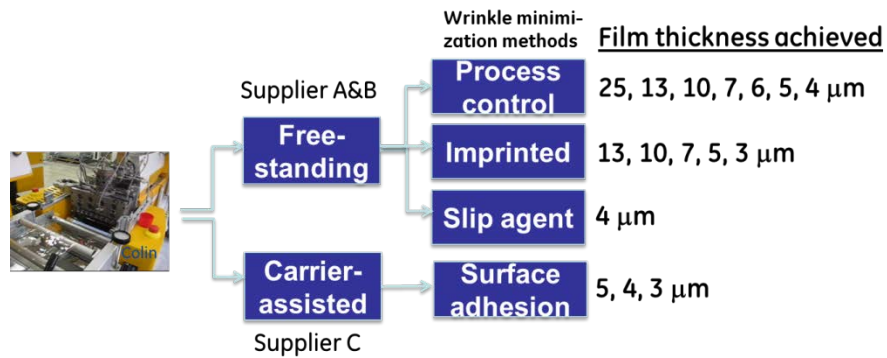 Wrinkle minimi-
zation methods
Film thickness achieved
Supplier A&B
Process
control
25, 13, 10, 7, 6, 5, 4 μm
Free-
standing
Imprinted
13, 10, 7, 5, 3 μm
Slip agent
4 μm
Colin
Carrier-
assisted
Surface
adhesion
5, 4, 3 μm
Supplier C